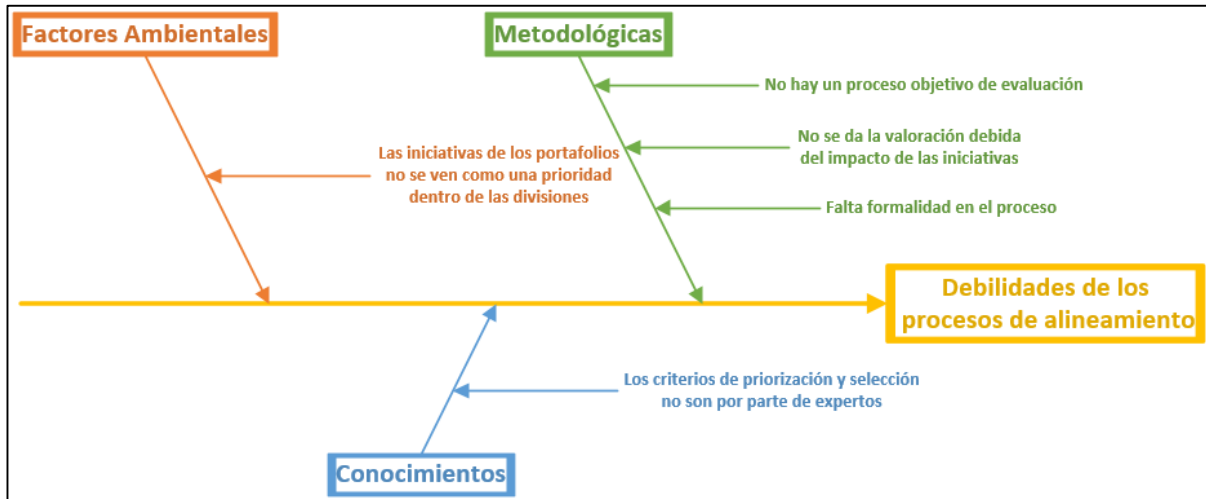 Factores Ambientales
Metodológicas
No hay un proceso objetivo de evaluación
No se da la valoración debida
del impacto de las iniciativas
Las iniciativas de los portafolios
no se ven como una prioridad
dentro de las divisiones
Falta formalidad en el proceso
Debilidades de los
procesos de alineamiento
Los criterios de priorización y selección
no son por parte de expertos
Conocimientos